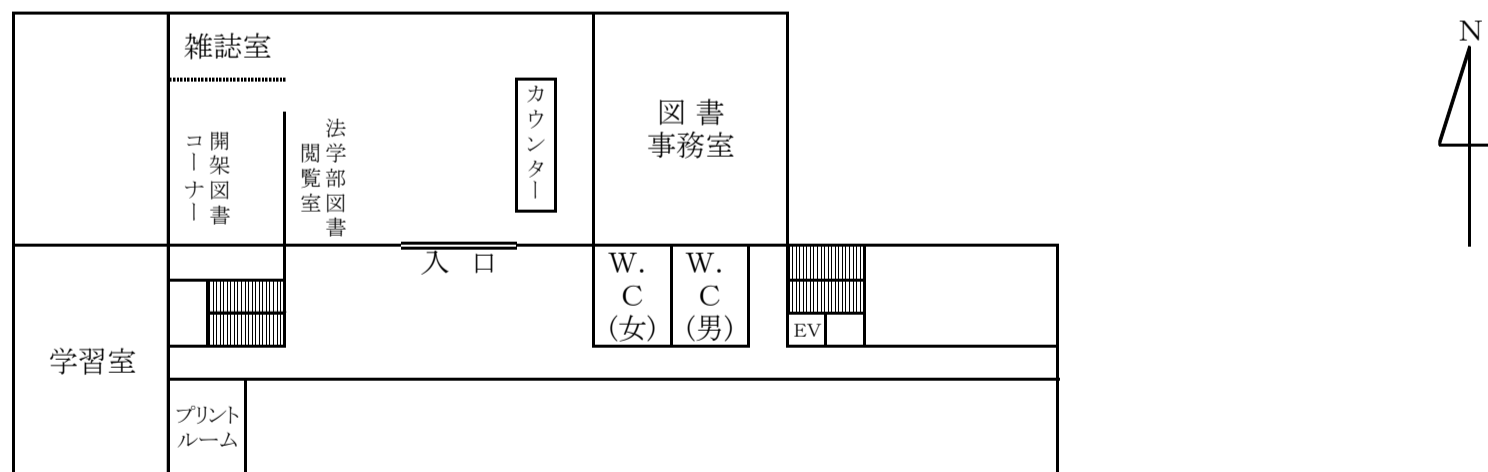 雑誌室
N
カウンター
図書
事務室
開架図書
コーナー
法学部図書
閲覧室
入口
W.
C
(女)
W.
C
(男)
EV
学習室
プリント
ルーム